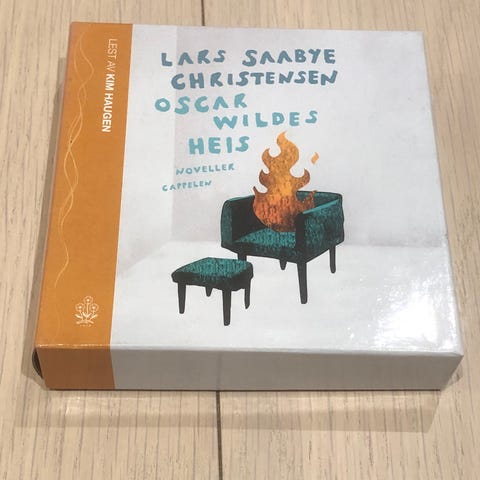 LEST AV KIM HAUGEN
LARS SAABYE
CHRISTENSEN
OSCAR
WILDES
HEIS
NOVELLER
CAPPELEN